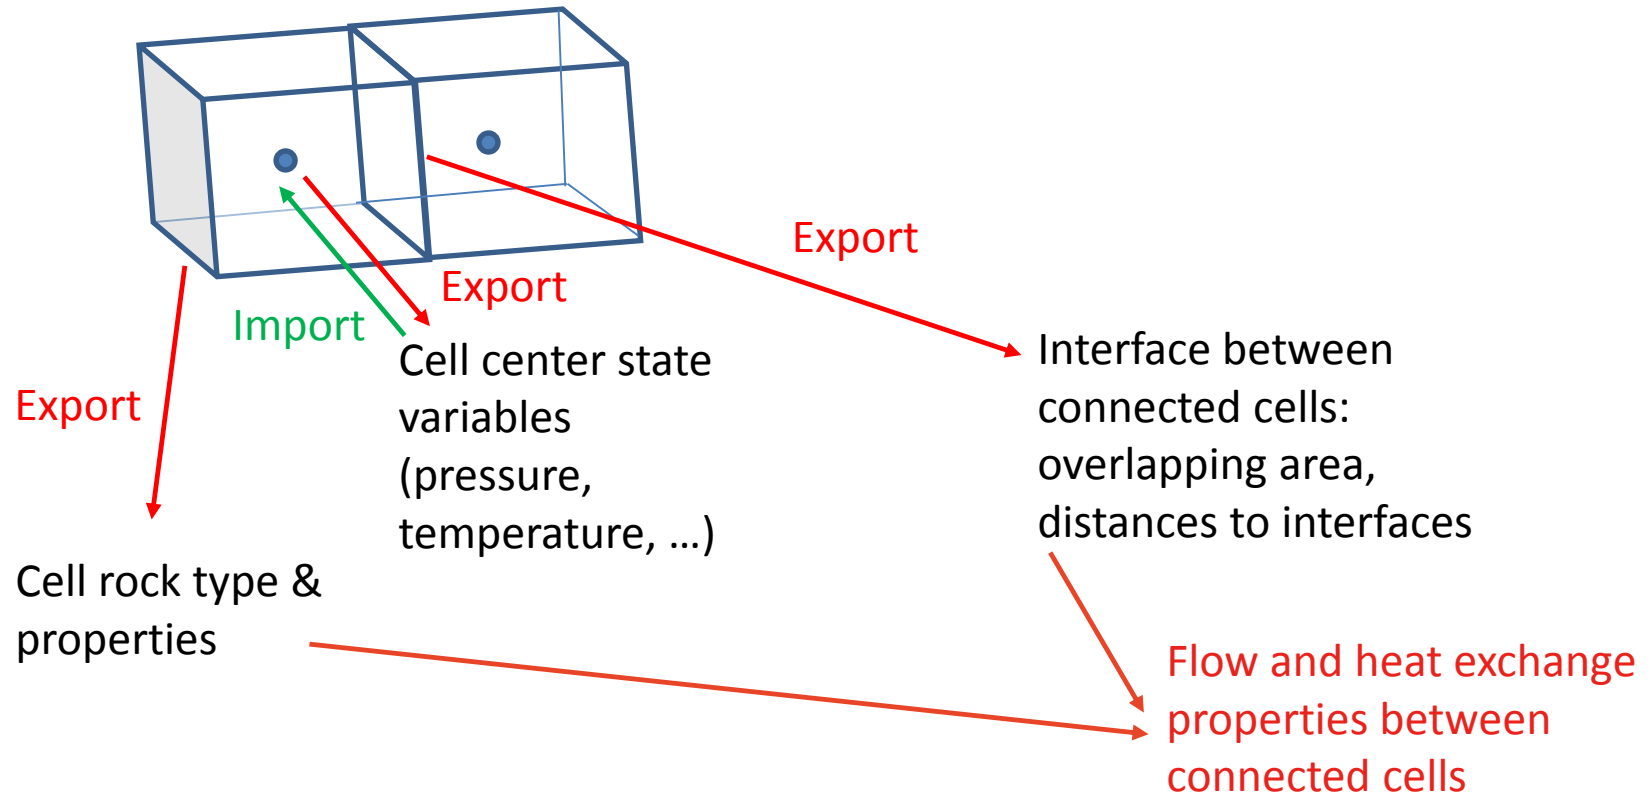 Export
Export
Import
Export
Cell center state
variables
(pressure,
temperature, …)
Interface between
connected cells:
overlapping area,
distances to interfaces
Cell rock type &
properties
Flow and heat exchange
properties between
connected cells